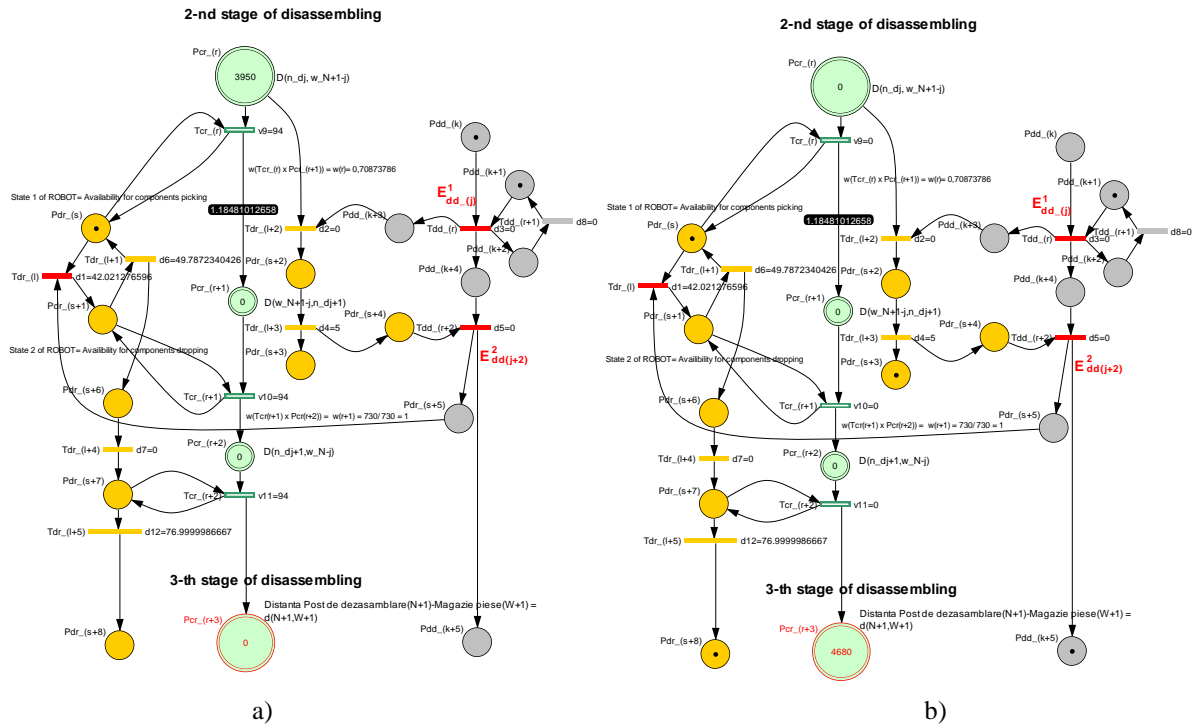 2-nd stage of disassembling
Pcr_(r)
3950
D(n_dj, w_N+1-j)
Tcr_(r)
v9=94
Pdd_(k)
w(Tcr_(r) x Pcr_(r+1)) = w(r)= 0,70873786
E¹dd_(j)
Pdd_(k+1)
State 1 of ROBOT= Availability for components picking
1.18481012658
Pdr_(s)
Pdd_(k+3)
Tdd_(r+1)
d8=0
Tdr_(l+2)
d2=0
Tdd_(r)
d3=0
Pdd_(k+2)
Tdr_(l+1)
d6=49.7872340426
Pdr_(s+2)
Tdr_(l)
d1=42.021276596
Pdd_(k+4)
Pcr_(r+1)
0
D(w_N+1-j,n_dj+1)
Pdr_(s+1)
Pdr_(s+4)
Tdr_(l+3)
d4=5
Tdd_(r+2)
d5=0
State 2 of ROBOT= Availibility for components dropping
Pdr_(s+3)
E²dd(j+2)
Pdr_(s+6)
Tcr_(r+1)
v10=94
Pdr_(s+5)
w(Tcr(r+1) x Pcr(r+2)) = w(r+1) = 730/730 = 1
Pcr_(r+2)
0
D(n_dj+1,w_N-j)
Tdr_(l+4)
d7=0
Pdr_(s+7)
Tcr_(r+2)
v11=94
Tdr_(l+5)
d12=76.9999986667
3-th stage of disassembling
Distanta Post de dezasamblare(N+1)-Magazie piese(W+1) =
d(N+1,W+1)
Pcr_(r+3)
0
Pdr_(s+8)
Pdd_(k+5)
a)
2-nd stage of disassembling
Pcr_(r)
0
D(n_dj, w_N+1-j)
Tcr_(r)
v9=0
Pdd_(k)
w(Tcr_(r) x Pcr_(r+1)) = w(r)= 0,70873786
E¹dd_(j)
Pdd_(k+1)
State 1 of ROBOT= Availability for components picking
1.18481012658
Pdr_(s)
Pdd_(k+3)
Tdd_(r+1)
d8=0
Tdr_(l+2)
d2=0
Tdd_(r)
d3=0
Pdd_(k+2)
Tdr_(l+1)
d6=49.7872340426
Pdr_(s+2)
Tdr_(l)
d1=42.021276596
Pdd_(k+4)
Pcr_(r+1)
0
D(w_N+1-j,n_dj+1)
Pdr_(s+1)
Pdr_(s+4)
Tdr_(l+3)
d4=5
Tdd_(r+2)
d5=0
State 2 of ROBOT= Availibility for components dropping
Pdr_(s+3)
E²dd(j+2)
Pdr_(s+6)
Tcr_(r+1)
v10=0
Pdr_(s+5)
w(Tcr(r+1) x Pcr(r+2)) = w(r+1) = 730/730 = 1
Pcr_(r+2)
0
D(n_dj+1,w_N-j)
Tdr_(l+4)
d7=0
Pdr_(s+7)
Tcr_(r+2)
v11=0
Tdr_(l+5)
d12=76.9999986667
3-th stage of disassembling
Distanta Post de dezasamblare(N+1)-Magazie piese(W+1) =
d(N+1,W+1)
Pcr_(r+3)
4680
Pdr_(s+8)
Pdd_(k+5)
b)